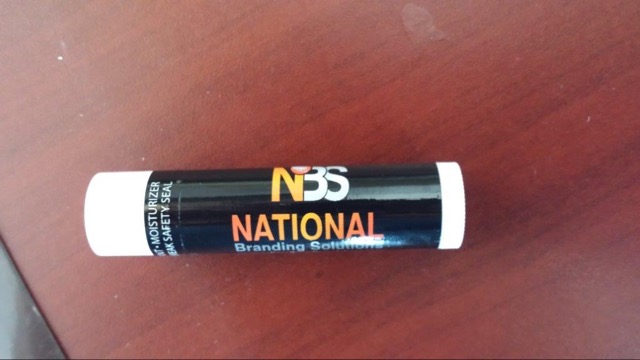 NBS
NATIONAL
Branding Solutions
• MOISTURIZER
SAFETY SEAL